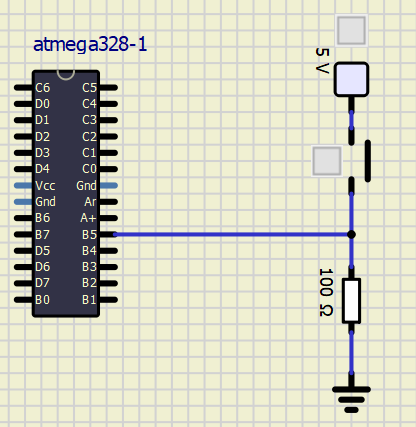 atmega328-1
5 V
C6 C5
D0 C4
D1 C3
D2 C2
D3 C1
D4 C0
Vcc Gnd
Gnd Ar
B6 A+
B7 B5
D5 B4
D6 B3
D7 B2
B0 B1
100 Ω